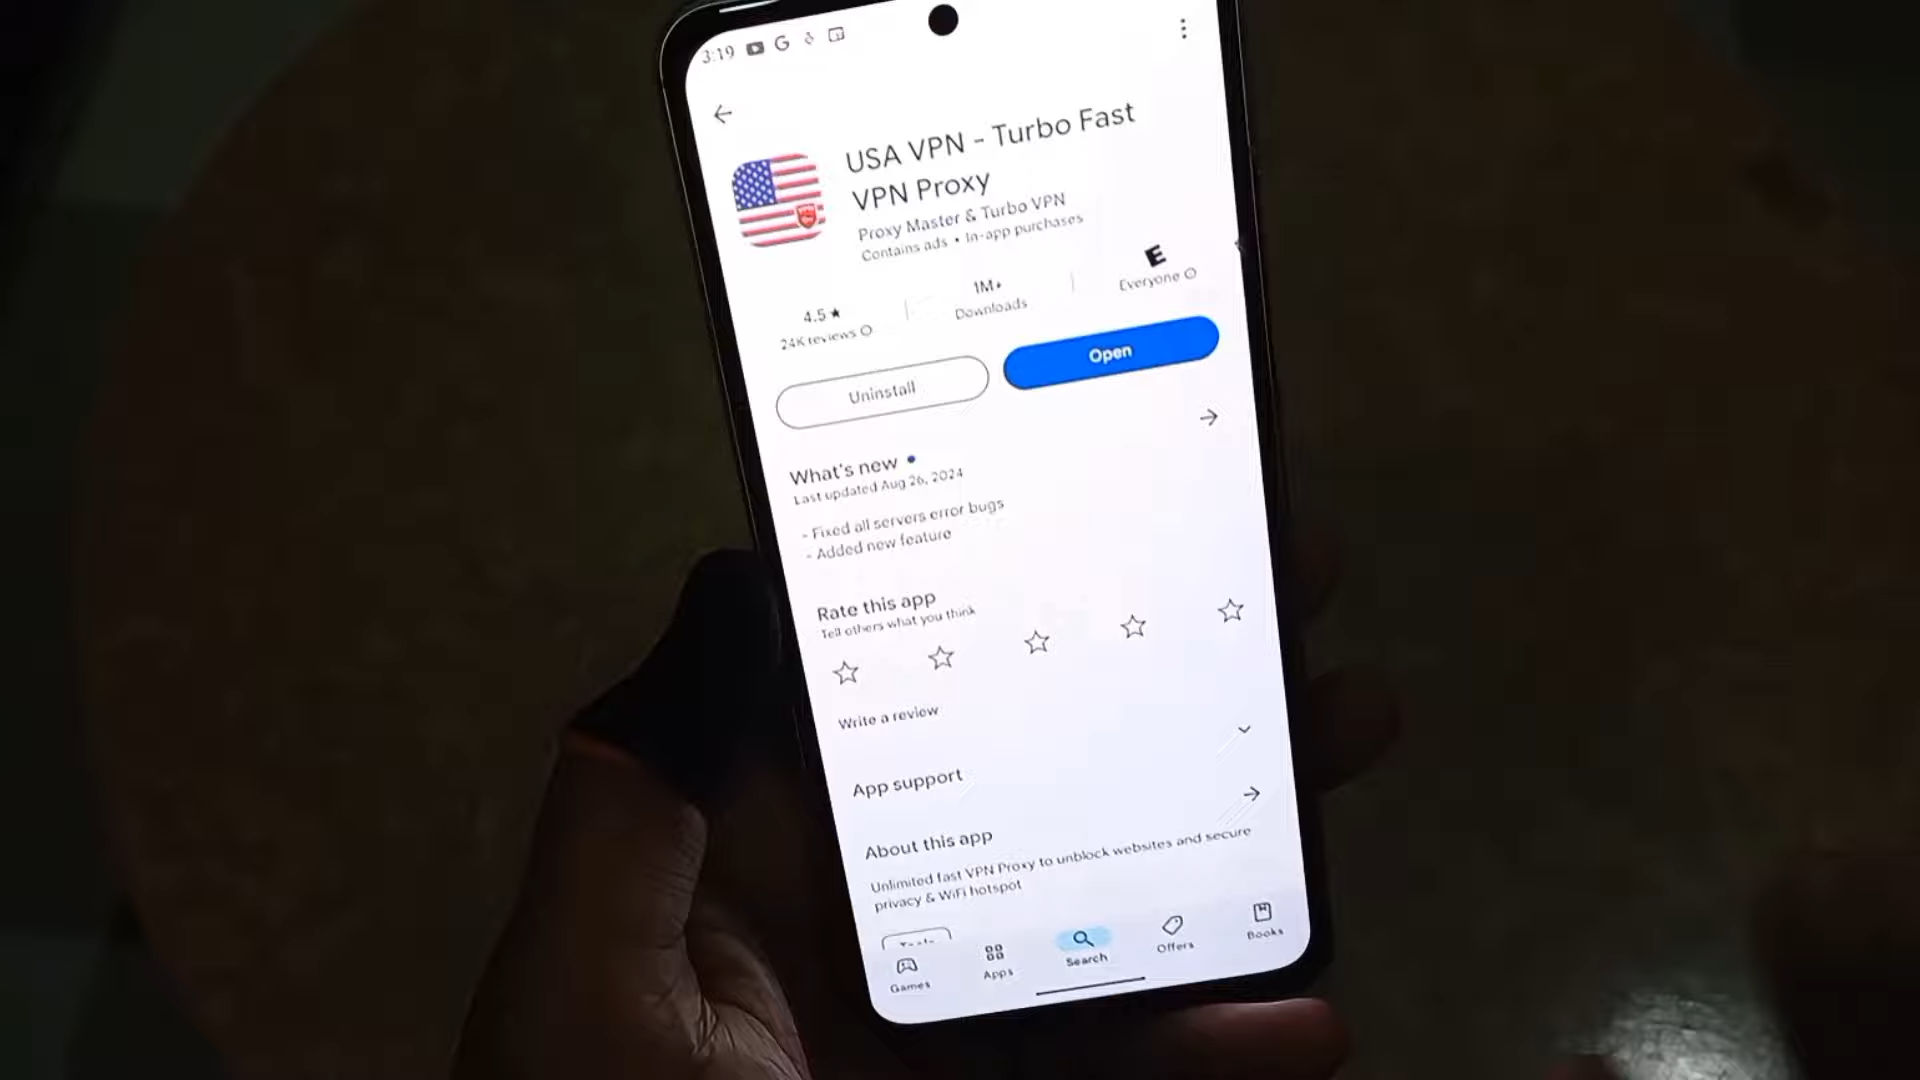 3:19
USA VPN - Turbo Fast
VPN Proxy
Proxy Master & Turbo VPN
Contains ads • In-app purchases
4.5★
24K reviews
1M+
Downloads
E
Everyone
Uninstall
Open
What's new •
Last updated Aug 26, 2024
- Fixed all servers error bugs
- Added new feature
Rate this app
Tell others what you think
Write a review
App support
About this app
Unlimited fast VPN Proxy to unblock websites and secure
privacy & WiFi hotspot
Games
Apps
Search
Offers
Books